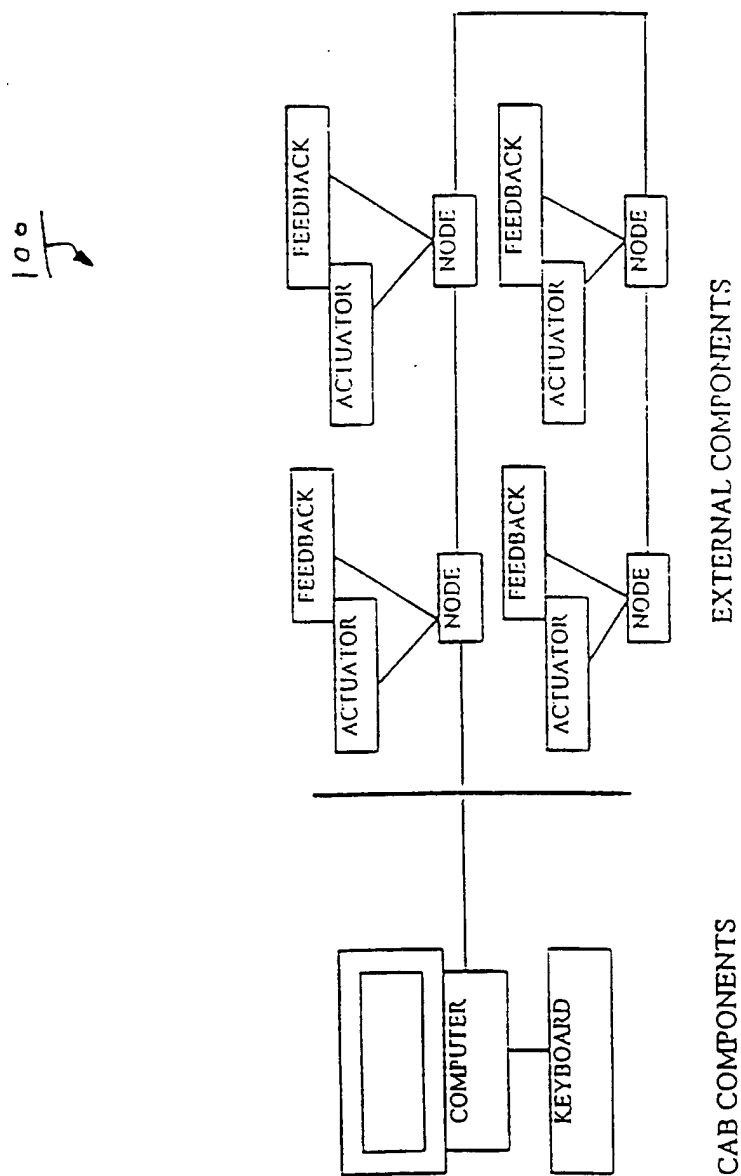 100
FEEDBACK
FEEDBACK
ACTUATOR
ACTUATOR
NODE
NODE
FEEDBACK
FEEDBACK
ACTUATOR
ACTUATOR
NODE
NODE
COMPUTER
KEYBOARD
CAB COMPONENTS
EXTERNAL COMPONENTS